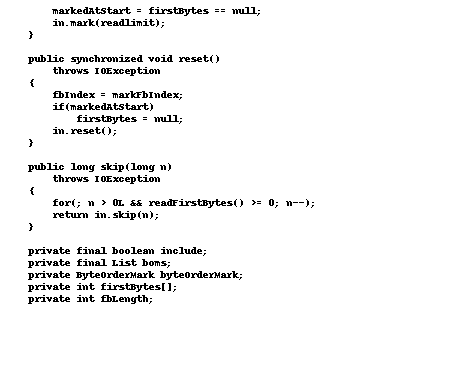 markedAtStart = firstBytes == null;
in.mark(readlimit);
}
public synchronized void reset()
throws IOException
{
fbIndex = markFbIndex;
if(markedAtStart)
firstBytes = null;
in.reset();
}
public long skip(long n)
throws IOException
{
for(; n > 0L && readFirstBytes() >= 0; n--);
return in.skip(n);
}
private final boolean include;
private final List boms;
private ByteOrderMark byteOrderMark;
private int firstBytes[];
private int fbLength;